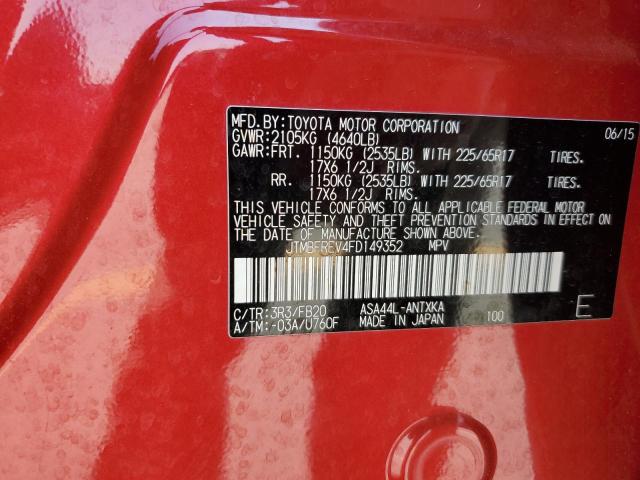 MFD.BY:TOYOTA MOTOR CORPORATION 06/15
GVWR:2105KG (4640LB)
GAWR:FRT. 1150KG (2535LB) WITH 225/65R17 TIRES.
17X6 1/2J RIMS.
RR. 1150KG (2535LB) WITH 225/65R17 TIRES.
17X6 1/2J RIMS.
THIS VEHICLE CONFORMS TO ALL APPLICABLE FEDERAL MOTOR
VEHICLE SAFETY AND THEFT PREVENTION STANDARDS IN EFFECT ON
THE DATE OF MANUFACTURE SHOWN ABOVE.
JTMBFREV4FD149352 MPV
C/TR:3R3/FB20 ASA44L-ANTXKA
A/TM:-03A/U760F MADE IN JAPAN 100 E